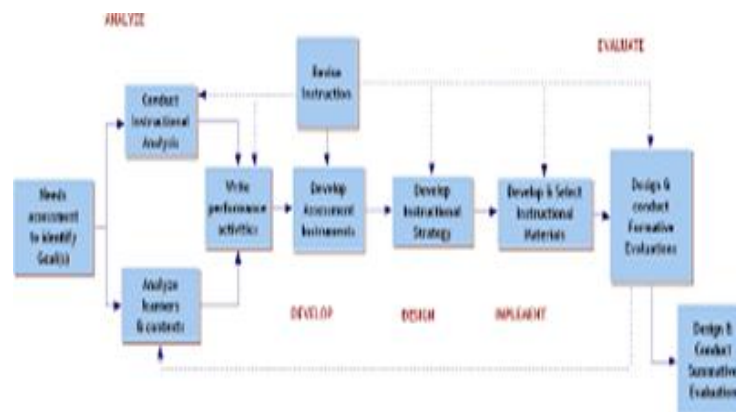 ANALYZE
EVALUATE
Revise
Instruction
Conduct
Instructional
Analysis
Needs
assessment
to identify
Goal(s)
Write
performance
activities
Develop
Assessment
Instruments
Develop
Instructional
Strategy
Develop & Select
Instructional
Materials
Design &
conduct
Formative
Evaluations
Analyze
learners
& contexts
DEVELOP
DESIGN
IMPLEMENT
Design &
Conduct
Summative
Evaluation